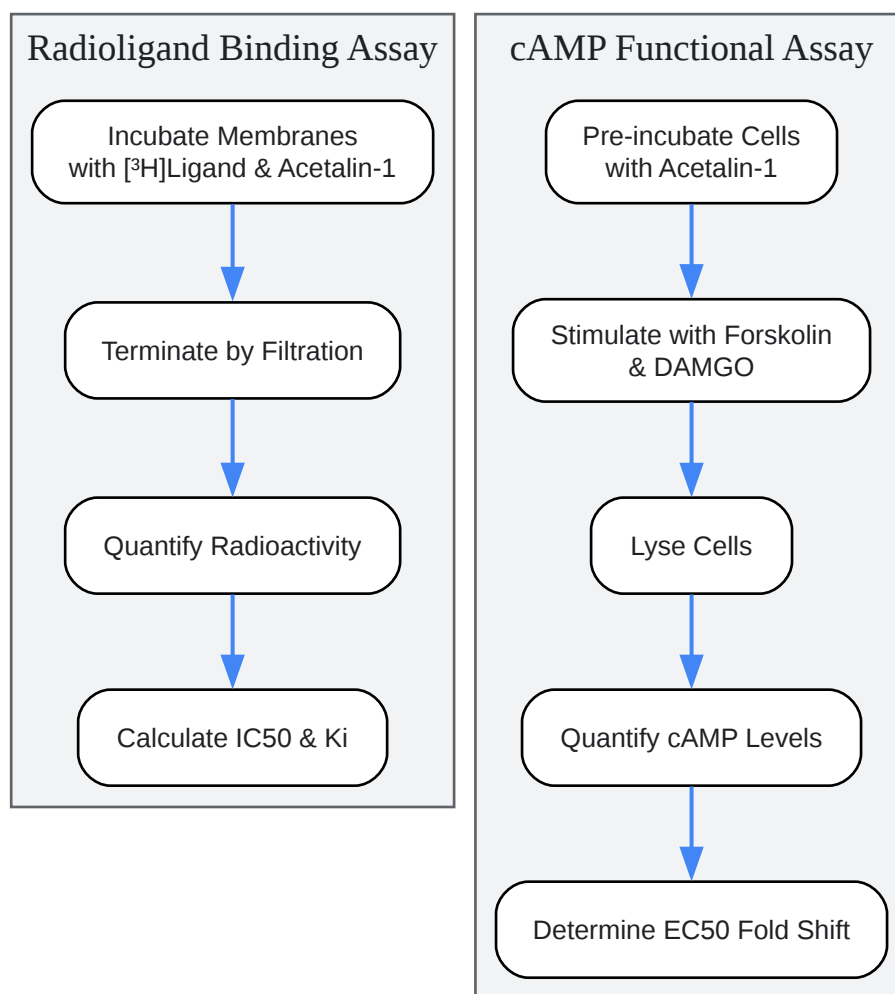 Radioligand Binding Assay
Incubate Membranes
with [³H]Ligand & Acetalin-1
Terminate by Filtration
Quantify Radioactivity
Calculate IC50 & Ki
cAMP Functional Assay
Pre-incubate Cells
with Acetalin-1
Stimulate with Forskolin
& DAMGO
Lyse Cells
Quantify cAMP Levels
Determine EC50 Fold Shift